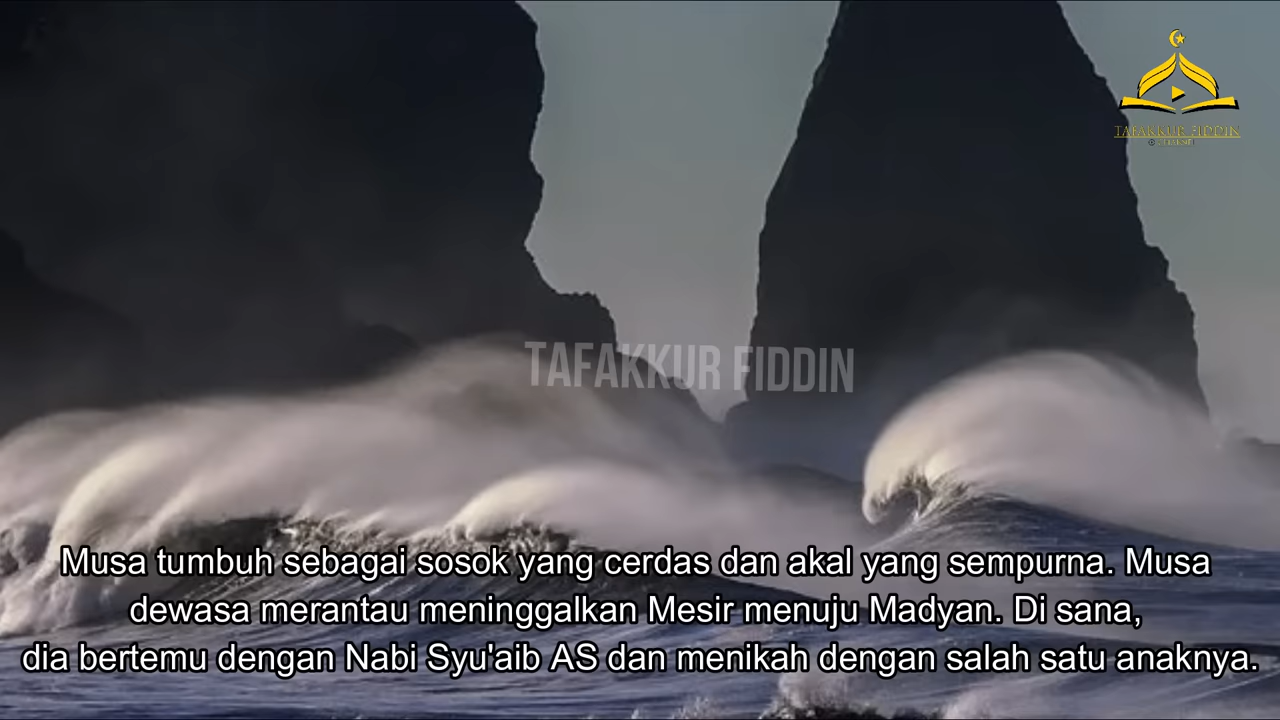 TAFAKKUR FIDDIN
TAFAKKUR FIDDIN
Musa tumbuh sebagai sosok yang cerdas dan akal yang sempurna. Musa
dewasa merantau meninggalkan Mesir menuju Madyan. Di sana,
dia bertemu dengan Nabi Syu'aib AS dan menikah dengan salah satu anaknya.